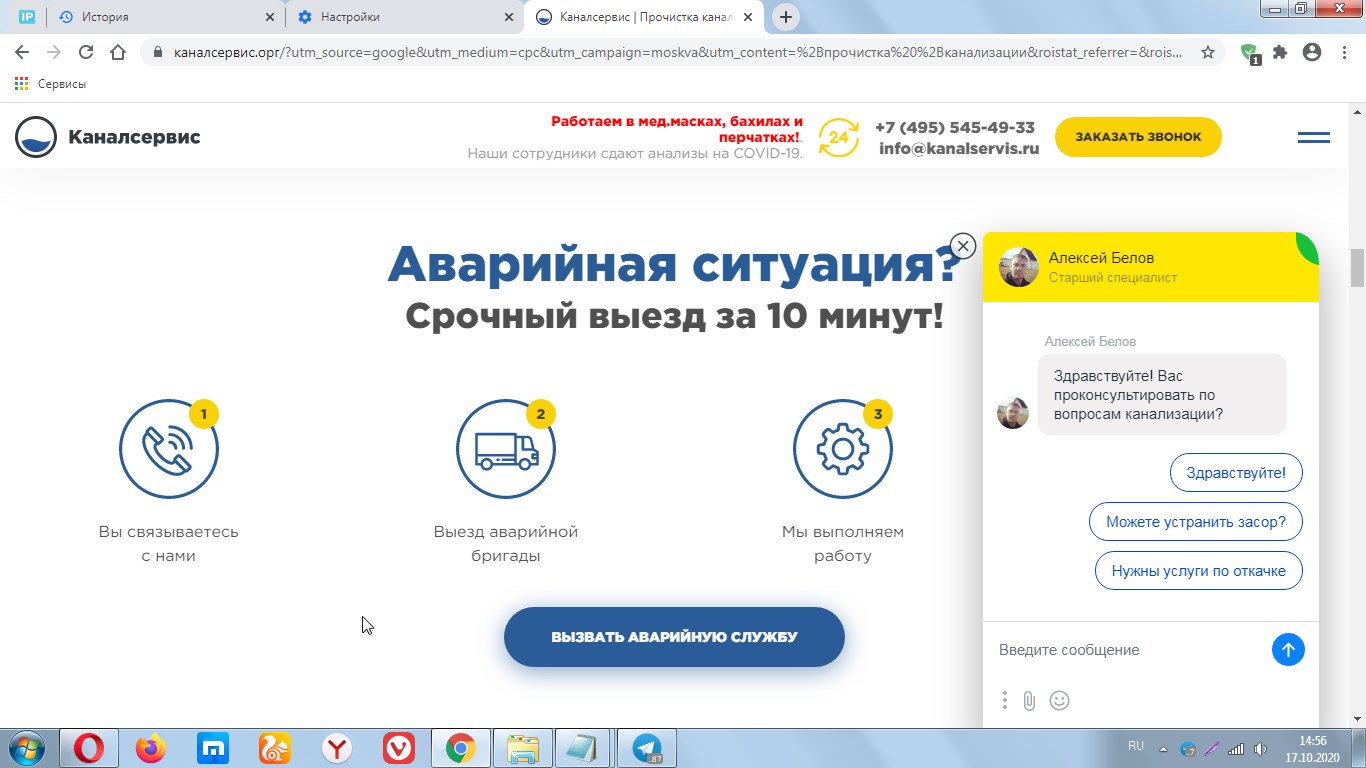 IP
История
Настройки
Каналсервис | Прочистка канал
каналсервис.орг/?utm_source=google&utm_medium=cpc&utm_campaign=moskva&utm_content=%2Bпрочистка%20%2Bканализации&roistat_referrer=&rois...
1
Сервисы
Каналсервис
Работаем в мед.масках, бахилах и
перчатках!.
Наши сотрудники сдают анализы на COVID-19.
24
+7 (495) 545-49-33
info@kanalservis.ru
ЗАКАЗАТЬ ЗВОНОК
Аварийная ситуация?
Срочный выезд за 10 минут!
1
2
3
Вы связываетесь
с нами
Выезд аварийной
бригады
Мы выполняем
работу
ВЫЗВАТЬ АВАРИЙНУЮ СЛУЖБУ
Алексей Белов
Старший специалист
Алексей Белов
Здравствуйте! Вас
проконсультировать по
вопросам канализации?
Здравствуйте!
Можете устранить засор?
Нужны услуги по откачке
Введите сообщение
87
RU
14:56
17.10.2020